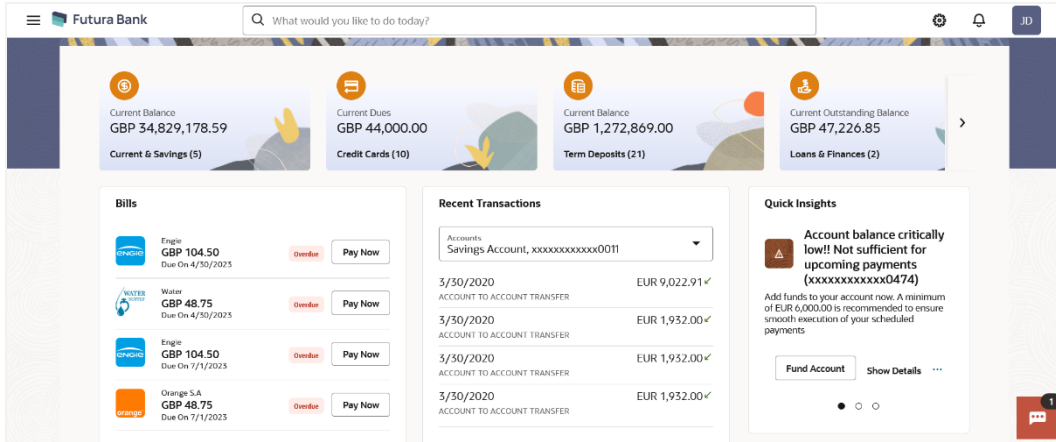 Futura Bank
What would you like to do today?
JD
Current Balance
GBP 34,829,178.59
Current & Savings (5)
Current Dues
GBP 44,000.00
Credit Cards (10)
Current Balance
GBP 1,272,869.00
Term Deposits (21)
Current Outstanding Balance
GBP 47,226.85
Loans & Finances (2)
Bills
ENGIE
Engie
GBP 104.50
Due On 4/30/2023
Overdue
Pay Now
WATER
SUPPLY
Water
GBP 48.75
Due On 4/30/2023
Overdue
Pay Now
ENGIE
Engie
GBP 104.50
Due On 7/1/2023
Overdue
Pay Now
orange
Orange S.A
GBP 48.75
Due On 7/1/2023
Overdue
Pay Now
Recent Transactions
Accounts
Savings Account, xxxxxxxxxxxx0011
3/30/2020 EUR 9,022.91
ACCOUNT TO ACCOUNT TRANSFER
3/30/2020 EUR 1,932.00
ACCOUNT TO ACCOUNT TRANSFER
3/30/2020 EUR 1,932.00
ACCOUNT TO ACCOUNT TRANSFER
3/30/2020 EUR 1,932.00
ACCOUNT TO ACCOUNT TRANSFER
Quick Insights
Account balance critically
low!! Not sufficient for
upcoming payments
(xxxxxxxxxxxx0474)
Add funds to your account now. A minimum
of EUR 6,000.00 is recommended to ensure
smooth execution of your scheduled
payments
Fund Account
Show Details
1